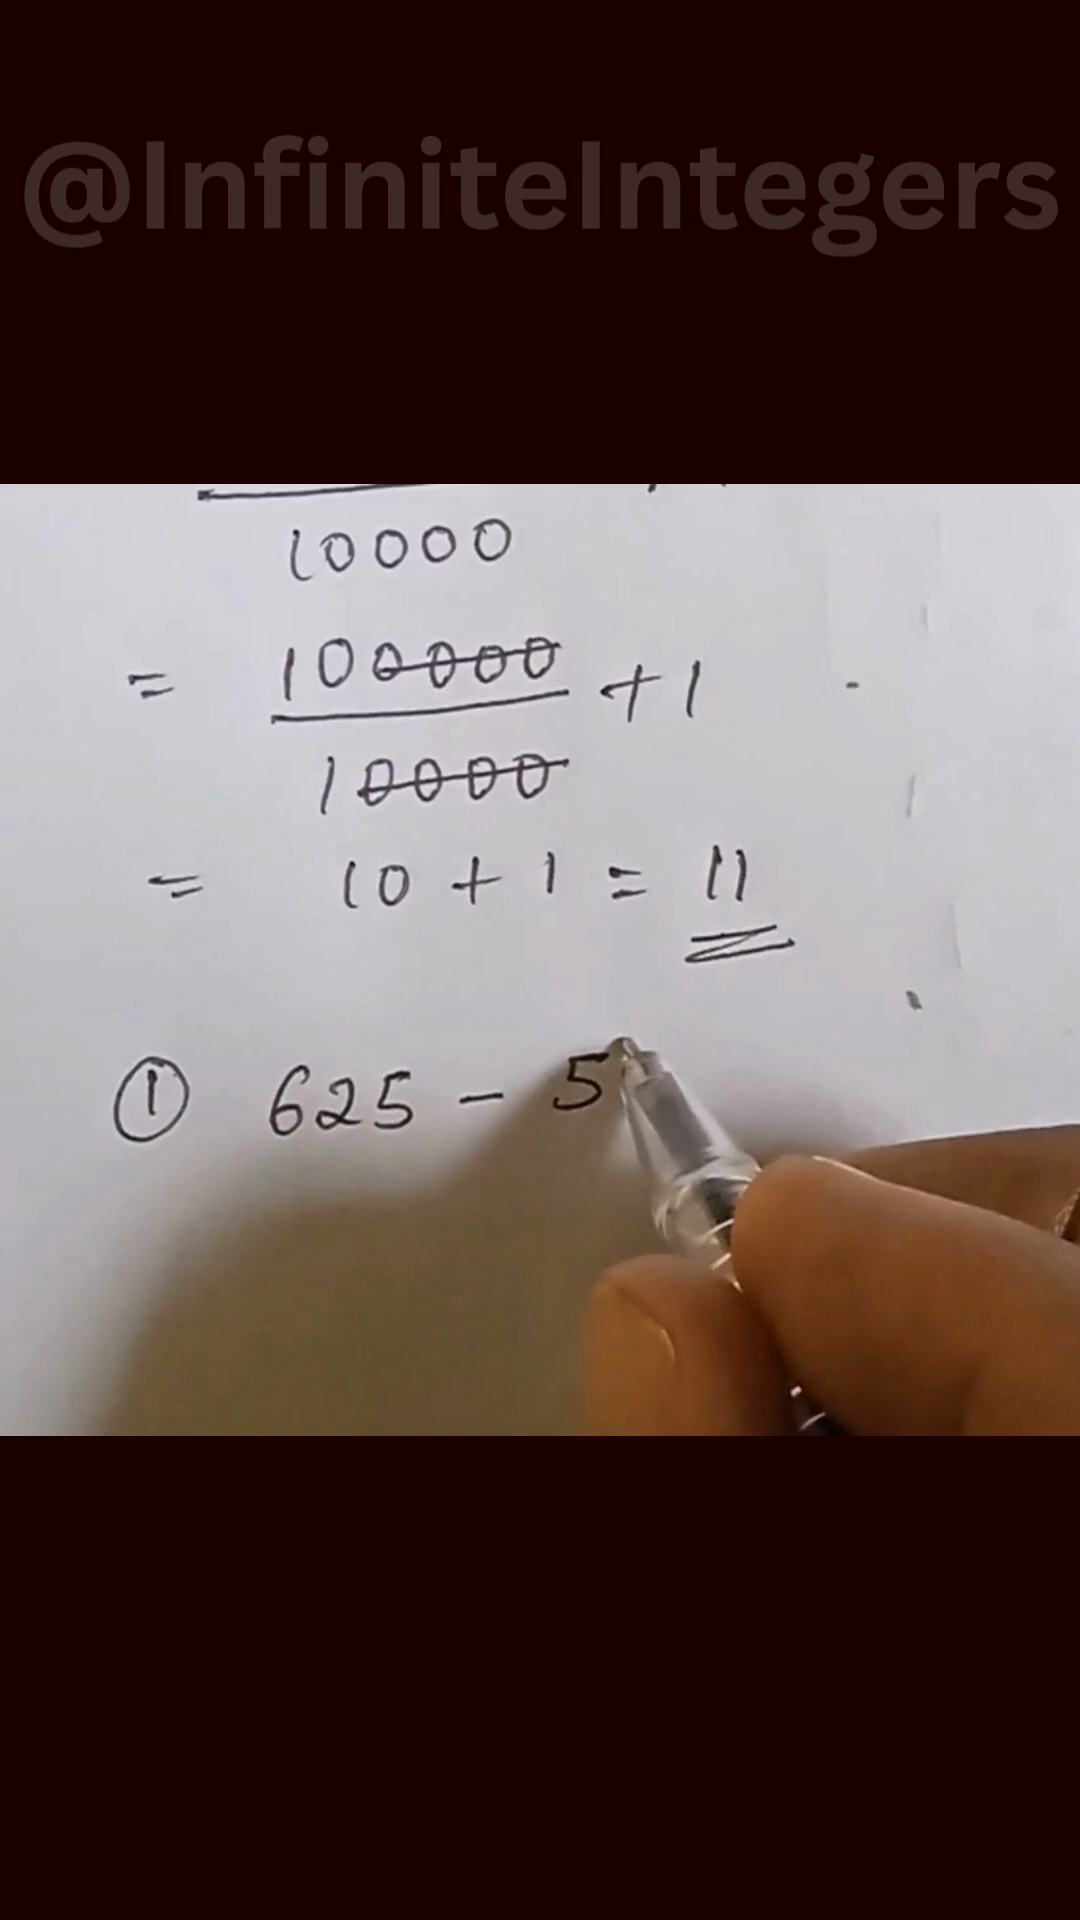 @InfiniteIntegers
10000
= 100000 + 1
10000
= 10 + 1 = 11
① 625 - 5